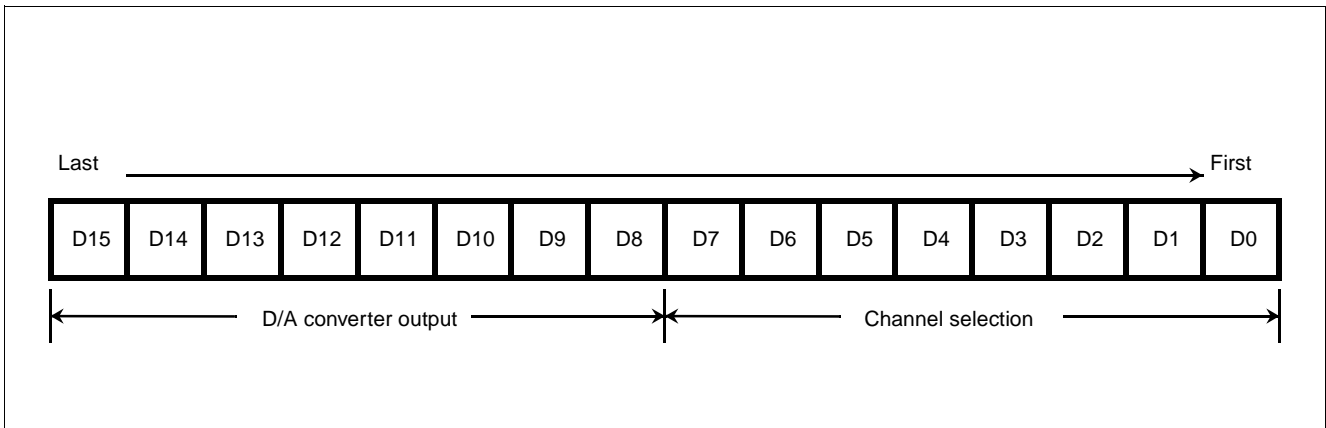 Last First
D15 D14 D13 D12 D11 D10 D9 D8 D7 D6 D5 D4 D3 D2 D1 D0
D/A converter output Channel selection